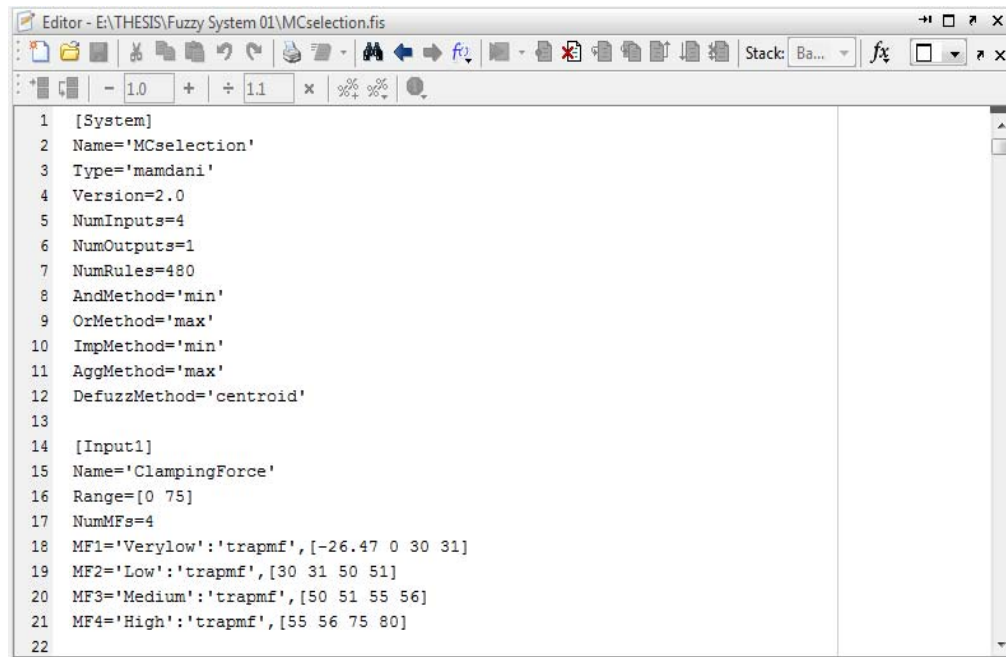 Editor - E:\THESIS\Fuzzy System 01\MCselection.fis
Stack: Ba... fx
- 1.0 + ÷ 1.1 ×
1 [System]
2 Name='MCselection'
3 Type='mamdani'
4 Version=2.0
5 NumInputs=4
6 NumOutputs=1
7 NumRules=480
8 AndMethod='min'
9 OrMethod='max'
10 ImpMethod='min'
11 AggMethod='max'
12 DefuzzMethod='centroid'
13
14 [Input1]
15 Name='ClampingForce'
16 Range=[0 75]
17 NumMFs=4
18 MF1='Verylow':'trapmf',[-26.47 0 30 31]
19 MF2='Low':'trapmf',[30 31 50 51]
20 MF3='Medium':'trapmf',[50 51 55 56]
21 MF4='High':'trapmf',[55 56 75 80]
22